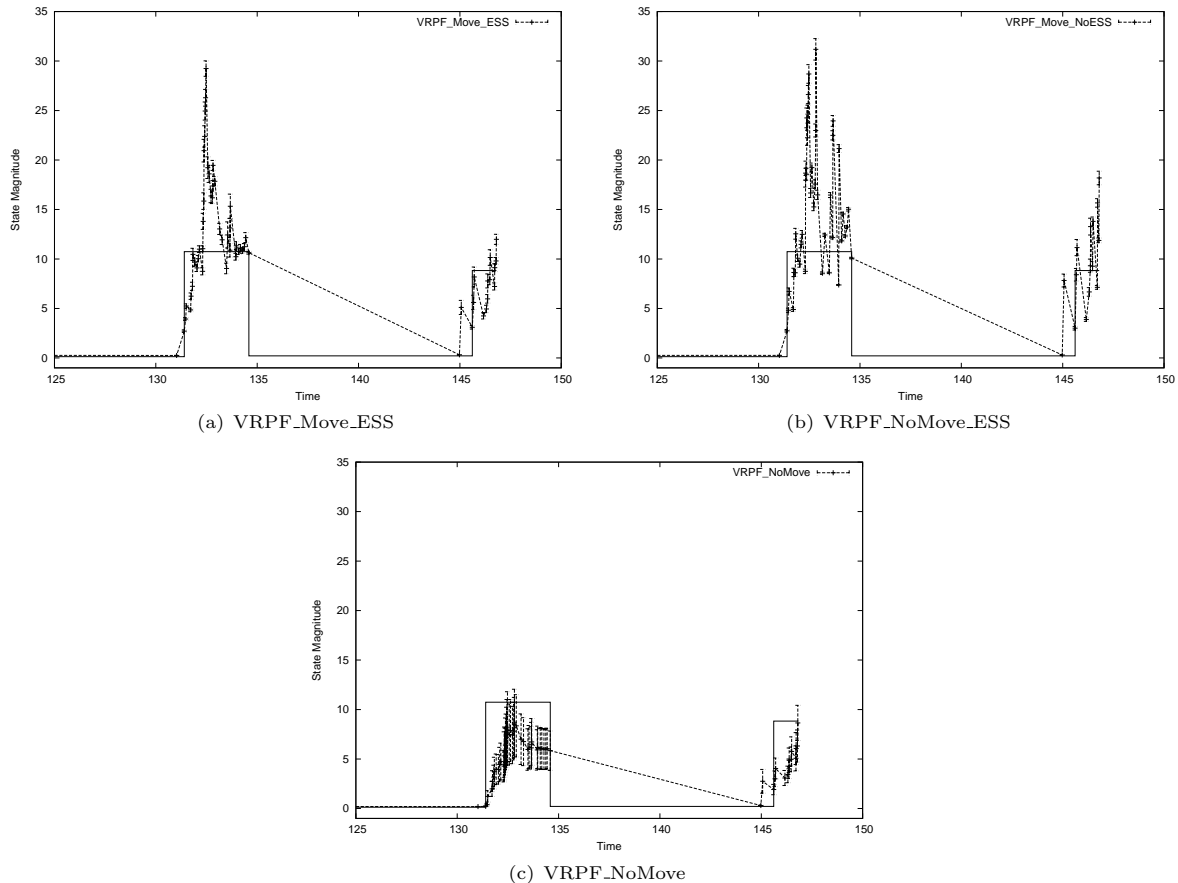 35
30
25
20
15
10
5
0
State Magnitude
VRPF_Move_ESS
125 130 135 140 145 150
Time
(a) VRPF_Move_ESS
35
30
25
20
15
10
5
0
State Magnitude
VRPF_Move_NoESS
125 130 135 140 145 150
Time
(b) VRPF_NoMove_ESS
35
30
25
20
15
10
5
0
State Magnitude
VRPF_NoMove
125 130 135 140 145 150
Time
(c) VRPF_NoMove